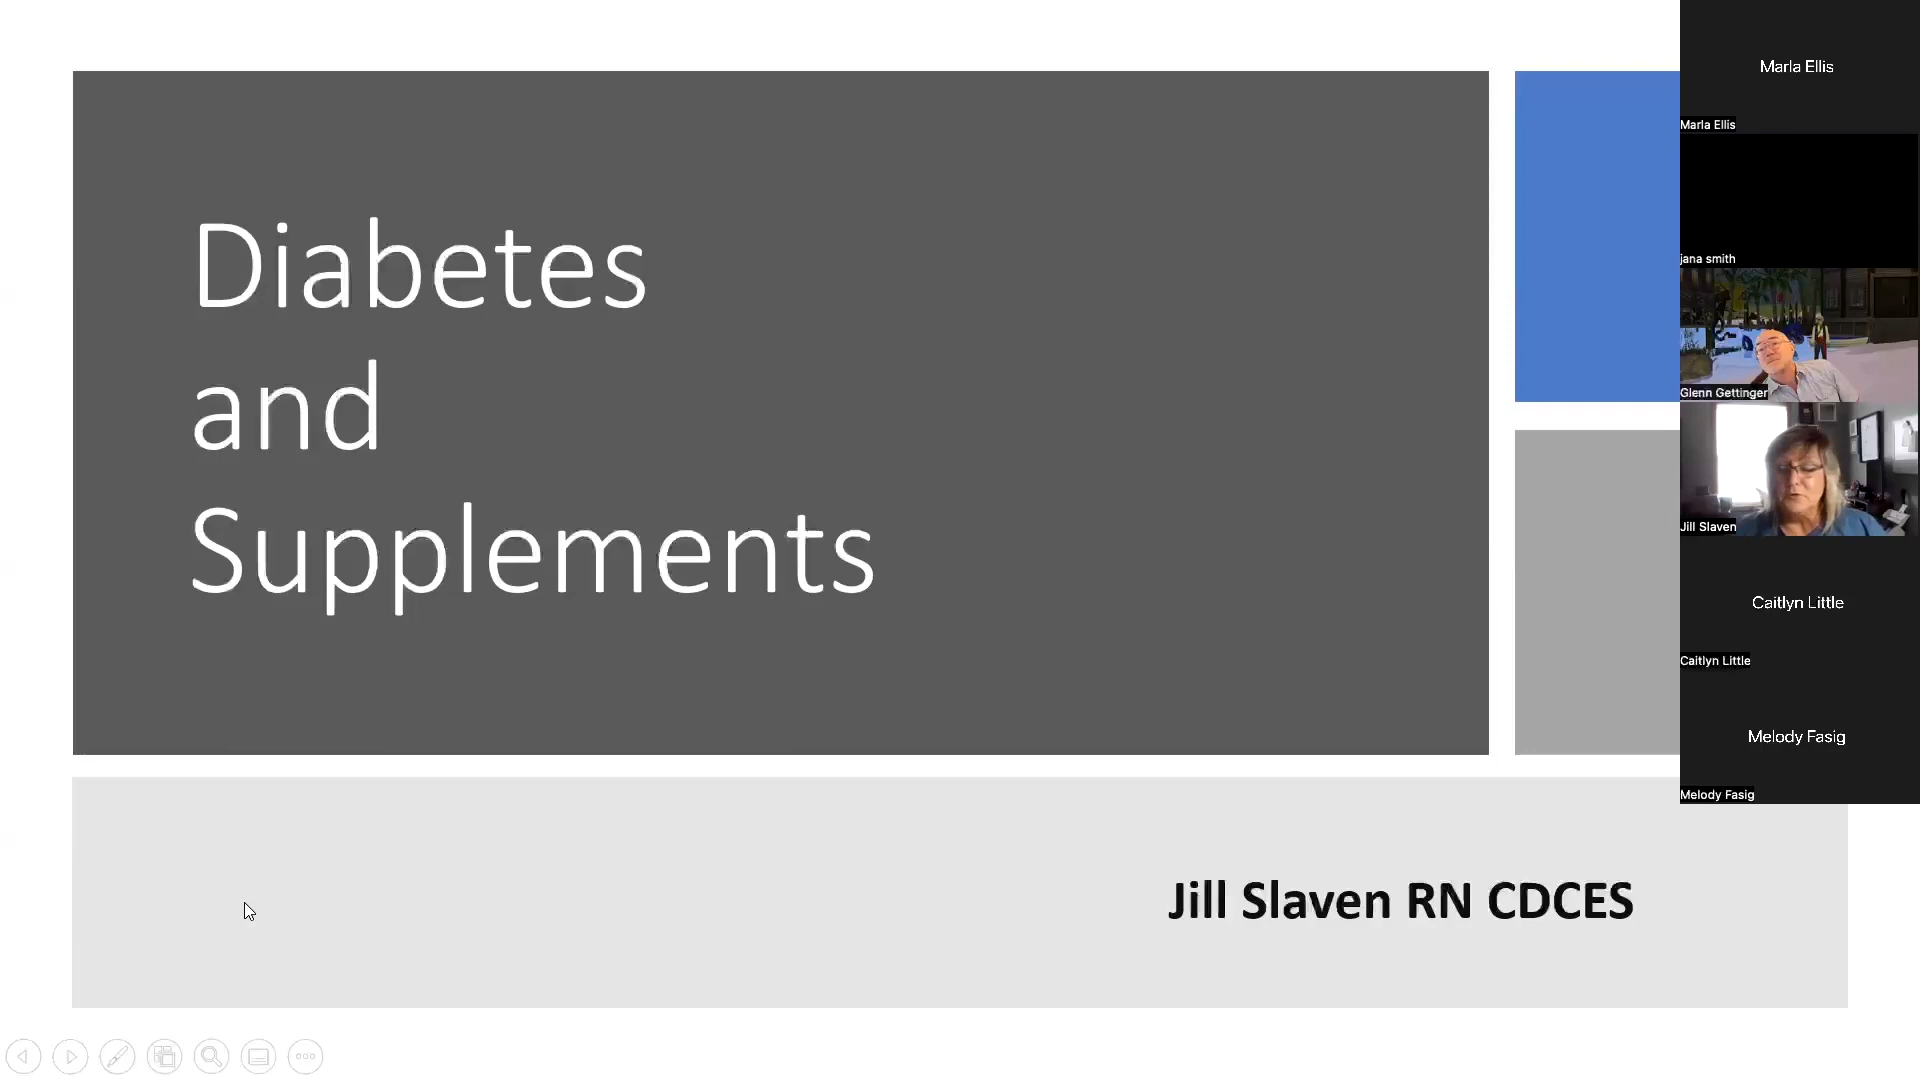 Diabetes
and
Supplements
Jill Slaven RN CDCES
Marla Ellis
Marla Ellis
jana smith
Glenn Gettinger
Jill Slaven
Caitlyn Little
Caitlyn Little
Melody Fasig
Melody Fasig